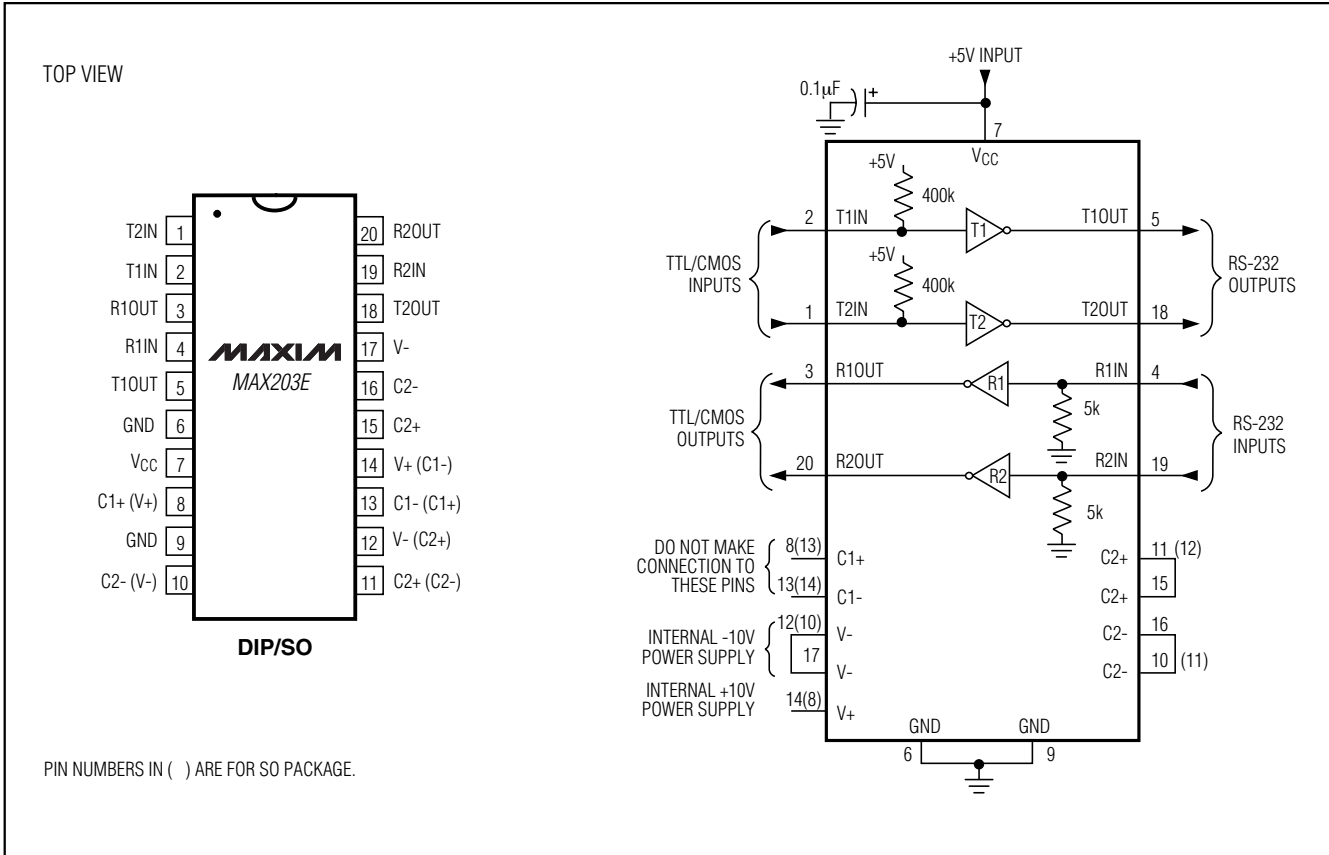 TOP VIEW
T2IN 1
T1IN 2
R1OUT 3
R1IN 4
T1OUT 5
GND 6
VCC 7
C1+ (V+) 8
GND 9
C2- (V-) 10
20 R2OUT
19 R2IN
18 T2OUT
17 V-
16 C2-
15 C2+
14 V+ (C1-)
13 C1- (C1+)
12 V- (C2+)
11 C2+ (C2-)
MAXIM
MAX203E
DIP/SO
PIN NUMBERS IN ( ) ARE FOR SO PACKAGE.
+5V INPUT
0.1µF +
7
VCC
+5V
400k
2 T1IN T1 T1OUT 5
+5V
400k
1 T2IN T2 T2OUT 18
TTL/CMOS
INPUTS
RS-232
OUTPUTS
3 R1OUT R1 R1IN 4
5k
20 R2OUT R2 R2IN 19
5k
TTL/CMOS
OUTPUTS
RS-232
INPUTS
DO NOT MAKE
CONNECTION TO
THESE PINS
8(13) C1+
13(14) C1-
INTERNAL -10V
POWER SUPPLY
12(10) V-
17 V-
INTERNAL +10V
POWER SUPPLY
14(8) V+
C2+ 11 (12)
C2+ 15
C2- 16
C2- 10 (11)
GND GND
6 9